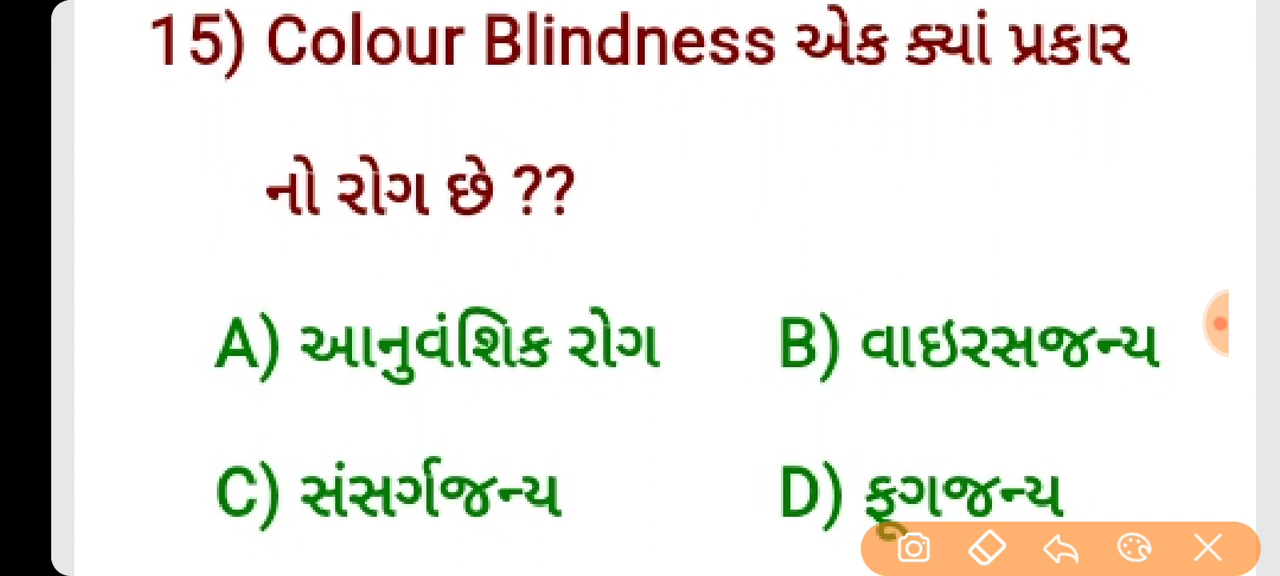 15) Colour Blindness એક ક્યાં પ્રકાર
નો રોગ છે ??
A) આનુવંશિક રોગ B) વાઇરસજન્ય
C) સંસર્ગજન્ય D) ફૂગજન્ય